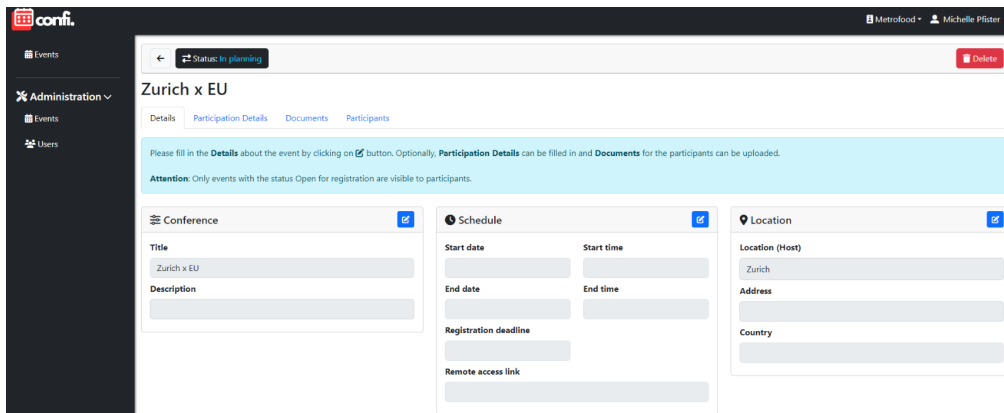 confi.
Metrofood
Michelle Pfister
Events
Administration
Events
Users
Status: In planning
Delete
Zurich x EU
Details Participation Details Documents Participants
Please fill in the Details about the event by clicking on button. Optionally, Participation Details can be filled in and Documents for the participants can be uploaded.
Attention: Only events with the status Open for registration are visible to participants.
Conference
Title
Zurich x EU
Description
Schedule
Start date Start time
End date End time
Registration deadline
Remote access link
Location
Location (Host)
Zurich
Address
Country